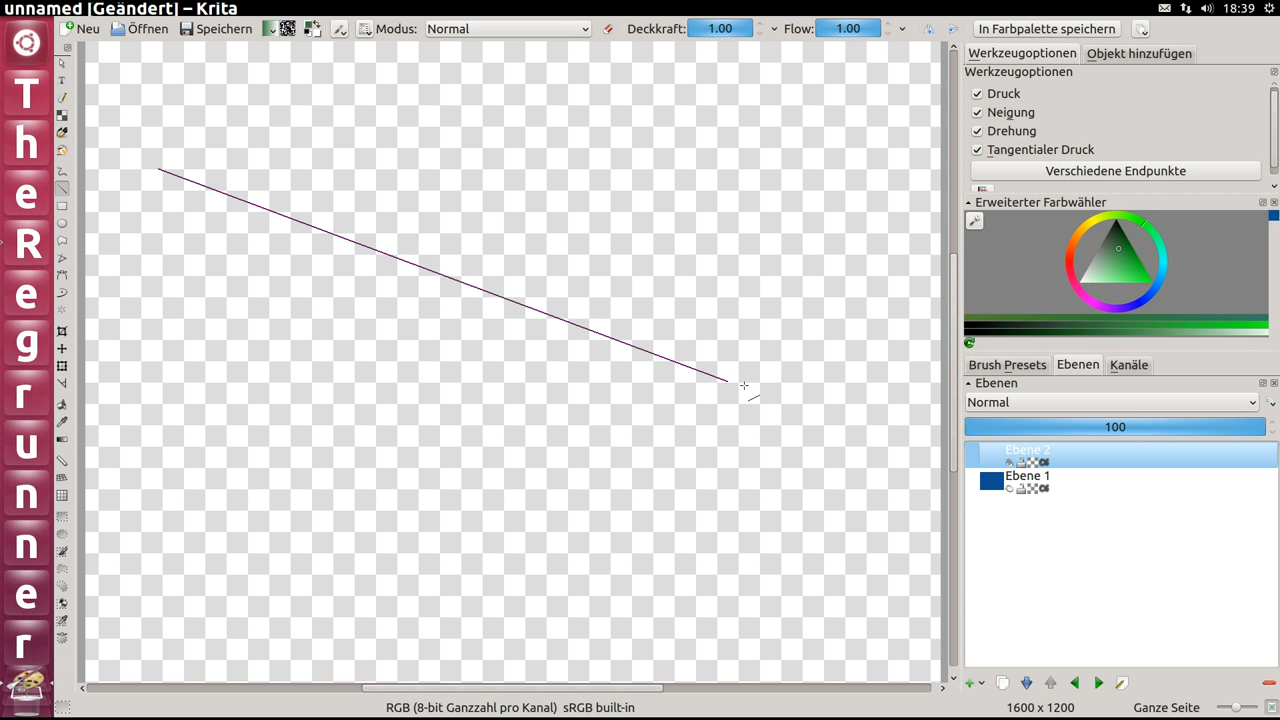 unnamed [Geändert] – Krita
18:39
Neu Öffnen Speichern Modus: Normal Deckkraft: 1.00 Flow: 1.00 In Farbpalette speichern
T
h
e
R
e
g
r
u
n
n
e
r
Werkzeugoptionen Objekt hinzufügen
Werkzeugoptionen
Druck
Neigung
Drehung
Tangentialer Druck
Verschiedene Endpunkte
Erweiterter Farbwähler
Brush Presets Ebenen Kanäle
Ebenen
Normal
100
Ebene 2
Ebene 1
RGB (8-bit Ganzzahl pro Kanal) sRGB built-in 1600 x 1200 Ganze Seite